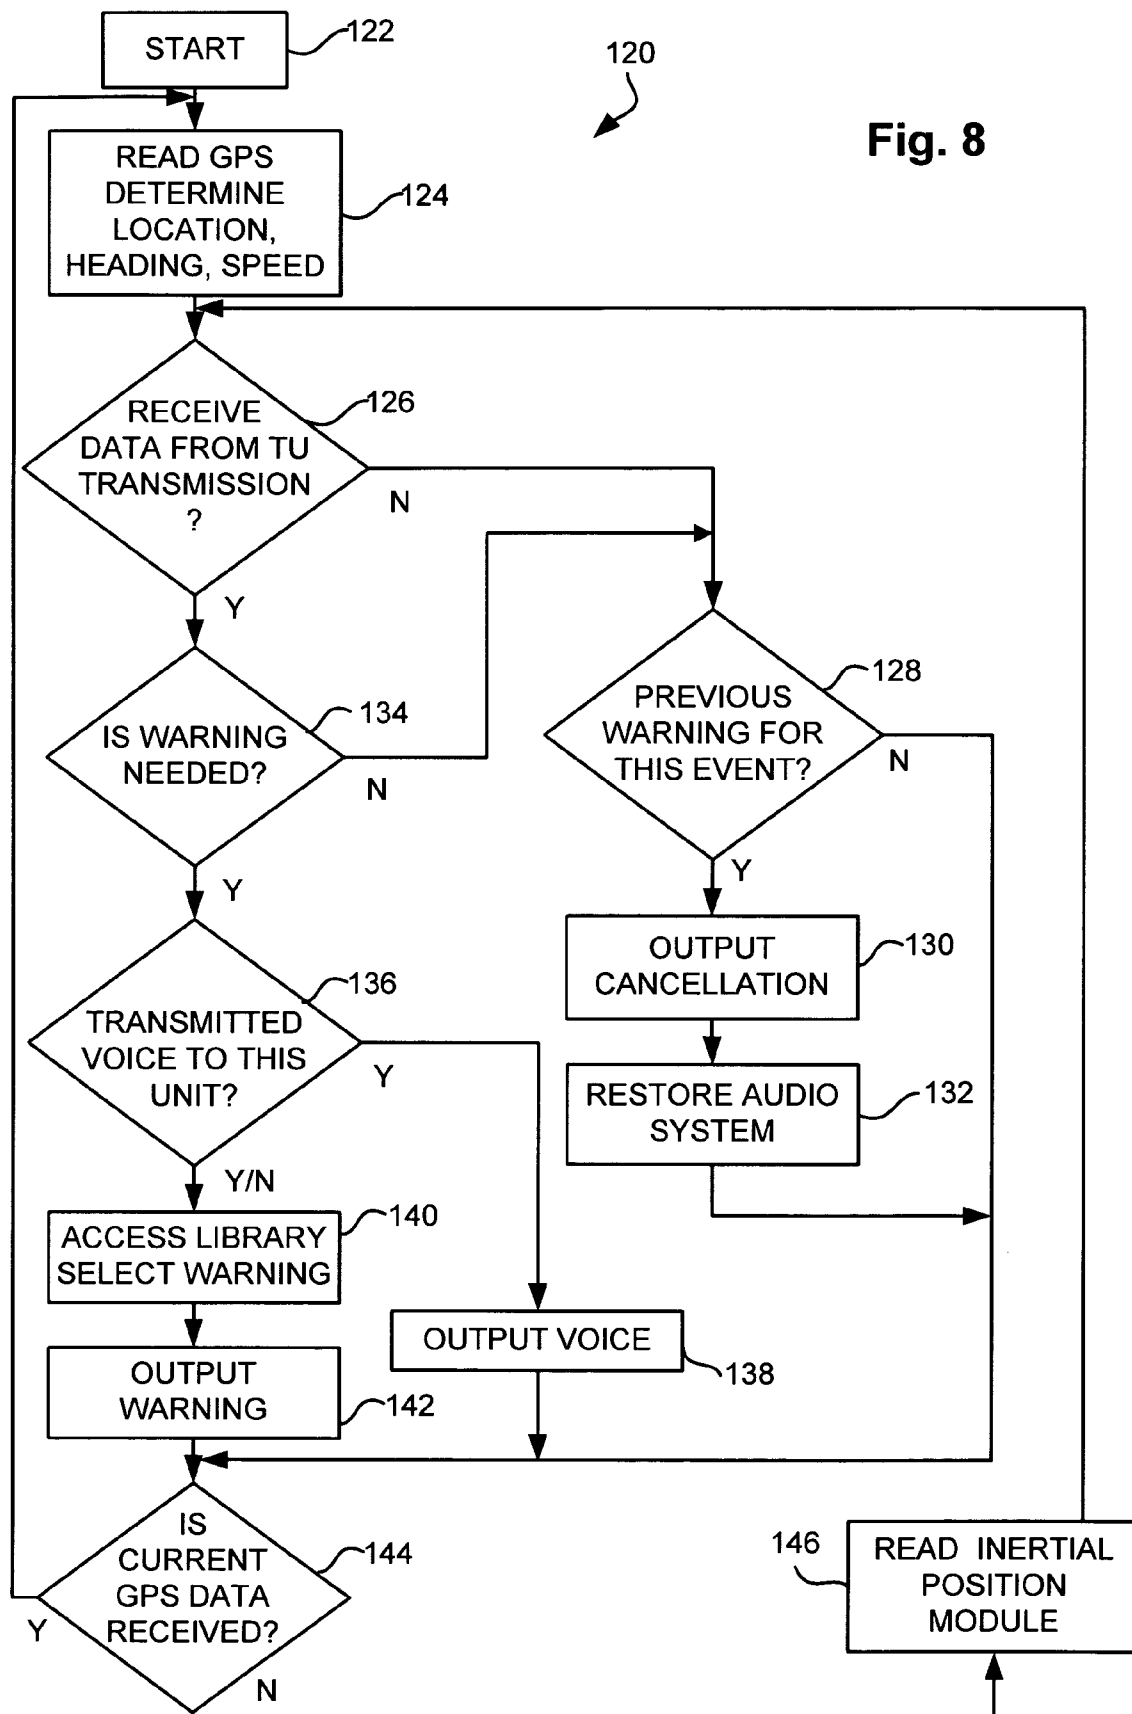 START
122
120
Fig. 8
READ GPS
DETERMINE
LOCATION,
HEADING, SPEED
124
RECEIVE
DATA FROM TU
TRANSMISSION
?
126
N
Y
IS WARNING
NEEDED?
134
N
Y
PREVIOUS
WARNING FOR
THIS EVENT?
128
N
Y
OUTPUT
CANCELLATION
130
RESTORE AUDIO
SYSTEM
132
TRANSMITTED
VOICE TO THIS
UNIT?
136
Y
Y/N
ACCESS LIBRARY
SELECT WARNING
140
OUTPUT VOICE
138
OUTPUT
WARNING
142
IS
CURRENT
GPS DATA
RECEIVED?
144
Y
N
READ INERTIAL
POSITION
MODULE
146